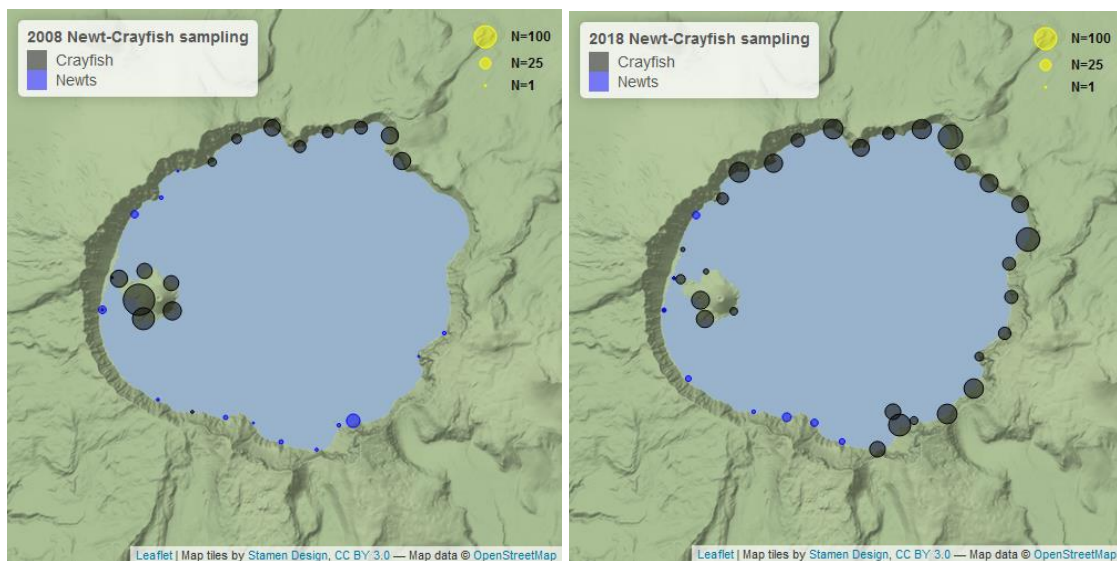 2008 Newt-Crayfish sampling
Crayfish
Newts
N=100
N=25
N=1
Leaflet | Map tiles by Stamen Design, CC BY 3.0 — Map data © OpenStreetMap
2018 Newt-Crayfish sampling
Crayfish
Newts
N=100
N=25
N=1
Leaflet | Map tiles by Stamen Design, CC BY 3.0 — Map data © OpenStreetMap